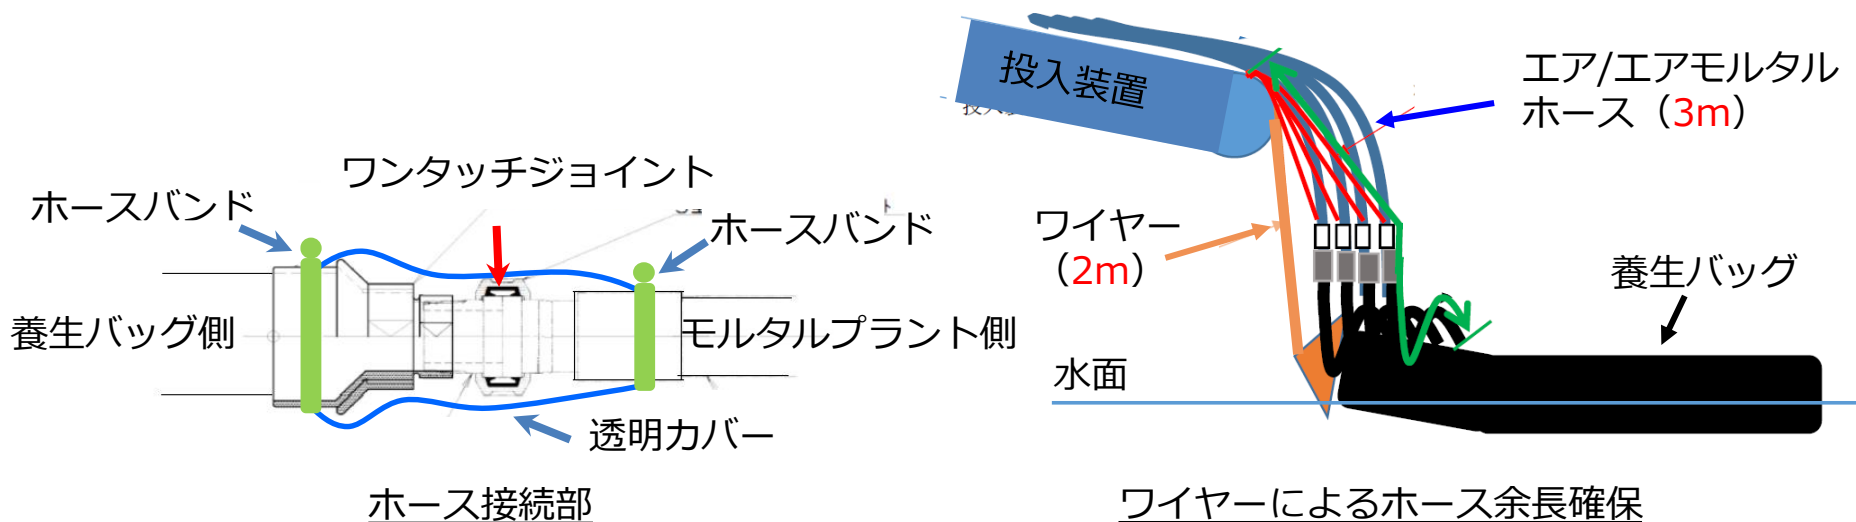 ワンタッチジョイント
ホースバンド
ホースバンド
養生バッグ側
モルタルプラント側
透明カバー
ホース接続部
投入装置
エア/エアモルタル
ホース（3m）
ワイヤー
（2m）
養生バッグ
水面
ワイヤーによるホース余長確保